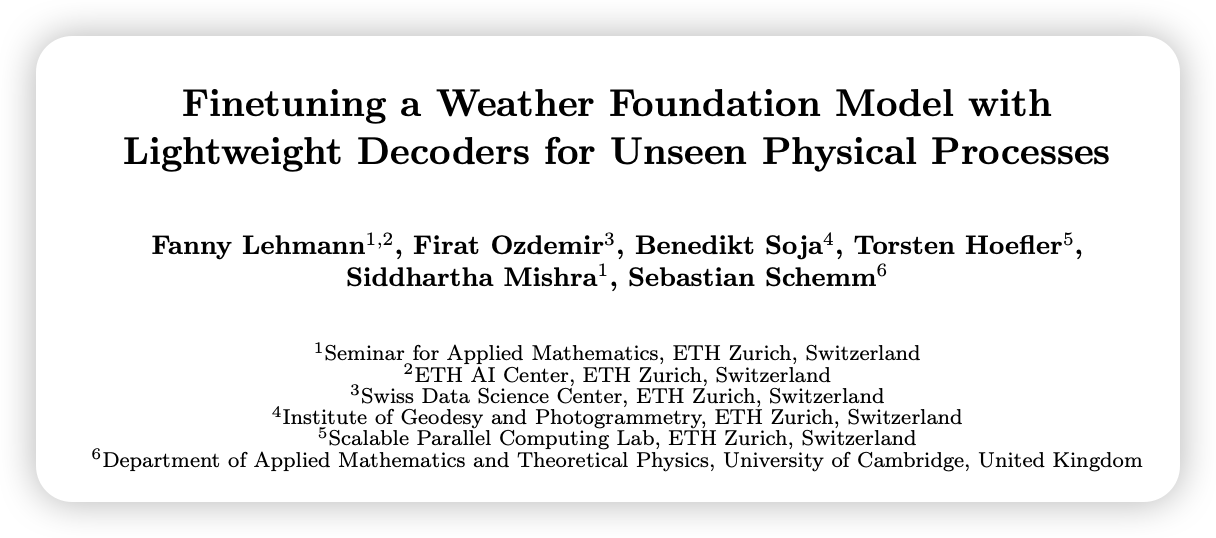 Finetuning a Weather Foundation Model with
Lightweight Decoders for Unseen Physical Processes
Fanny Lehmann¹,², Firat Ozdemir³, Benedikt Soja⁴, Torsten Hoefler⁵,
Siddhartha Mishra¹, Sebastian Schemm⁶
¹Seminar for Applied Mathematics, ETH Zurich, Switzerland
²ETH AI Center, ETH Zurich, Switzerland
³Swiss Data Science Center, ETH Zurich, Switzerland
⁴Institute of Geodesy and Photogrammetry, ETH Zurich, Switzerland
⁵Scalable Parallel Computing Lab, ETH Zurich, Switzerland
⁶Department of Applied Mathematics and Theoretical Physics, University of Cambridge, United Kingdom